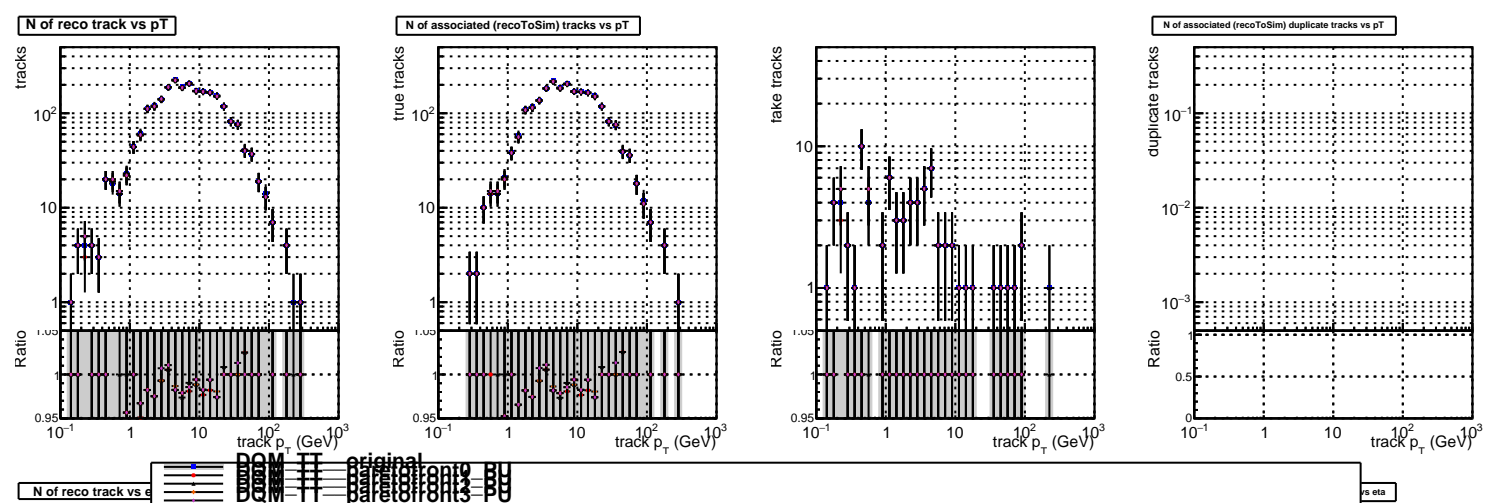 N of reco track vs pT
N of associated (recoToSim) tracks vs pT
N of associated (recoToSim) duplicate tracks vs pT
tracks
10²
10
1
1.05
Ratio
1
0.95
10⁻¹ 1 10 10² 10³
track p_T (GeV)
true tracks
10²
10
1
1.05
Ratio
1
0.95
10⁻¹ 1 10 10² 10³
track p_T (GeV)
fake tracks
10
1
1.05
Ratio
1
0.95
10⁻¹ 1 10 10² 10³
track p_T (GeV)
duplicate tracks
10⁻¹
10⁻²
10⁻³
Ratio
1
0.5
0
10⁻¹ 1 10 10² 10³
track p_T (GeV)
DQM_TT__original
DQM_TT__paretofront0_PU
DQM_TT__paretofront3_PU
N of reco track vs e
vs eta